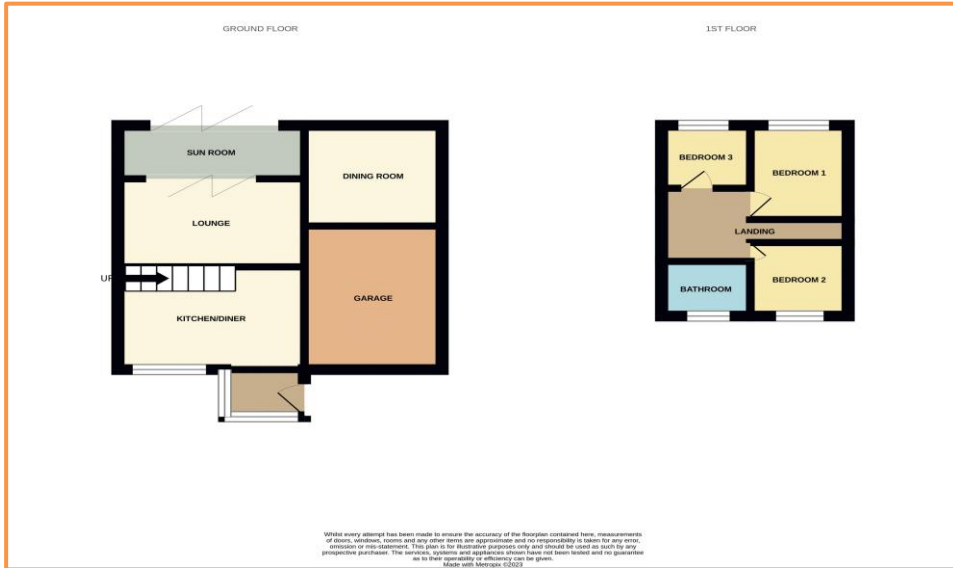 GROUND FLOOR
1ST FLOOR
SUN ROOM
DINING ROOM
LOUNGE
UP
KITCHEN/DINER
GARAGE
BEDROOM 3
BEDROOM 1
LANDING
BATHROOM
BEDROOM 2
Whilst every attempt has been made to ensure the accuracy of the floorplan contained here, measurements
of doors, windows, rooms and any other items are approximate and no responsibility is taken for any error,
omission or mis-statement. This plan is for illustrative purposes only and should be used as such by any
prospective purchaser. The services, systems and appliances shown have not been tested and no guarantee
as to their operability or efficiency can be given.
Made with Metropix ©2023